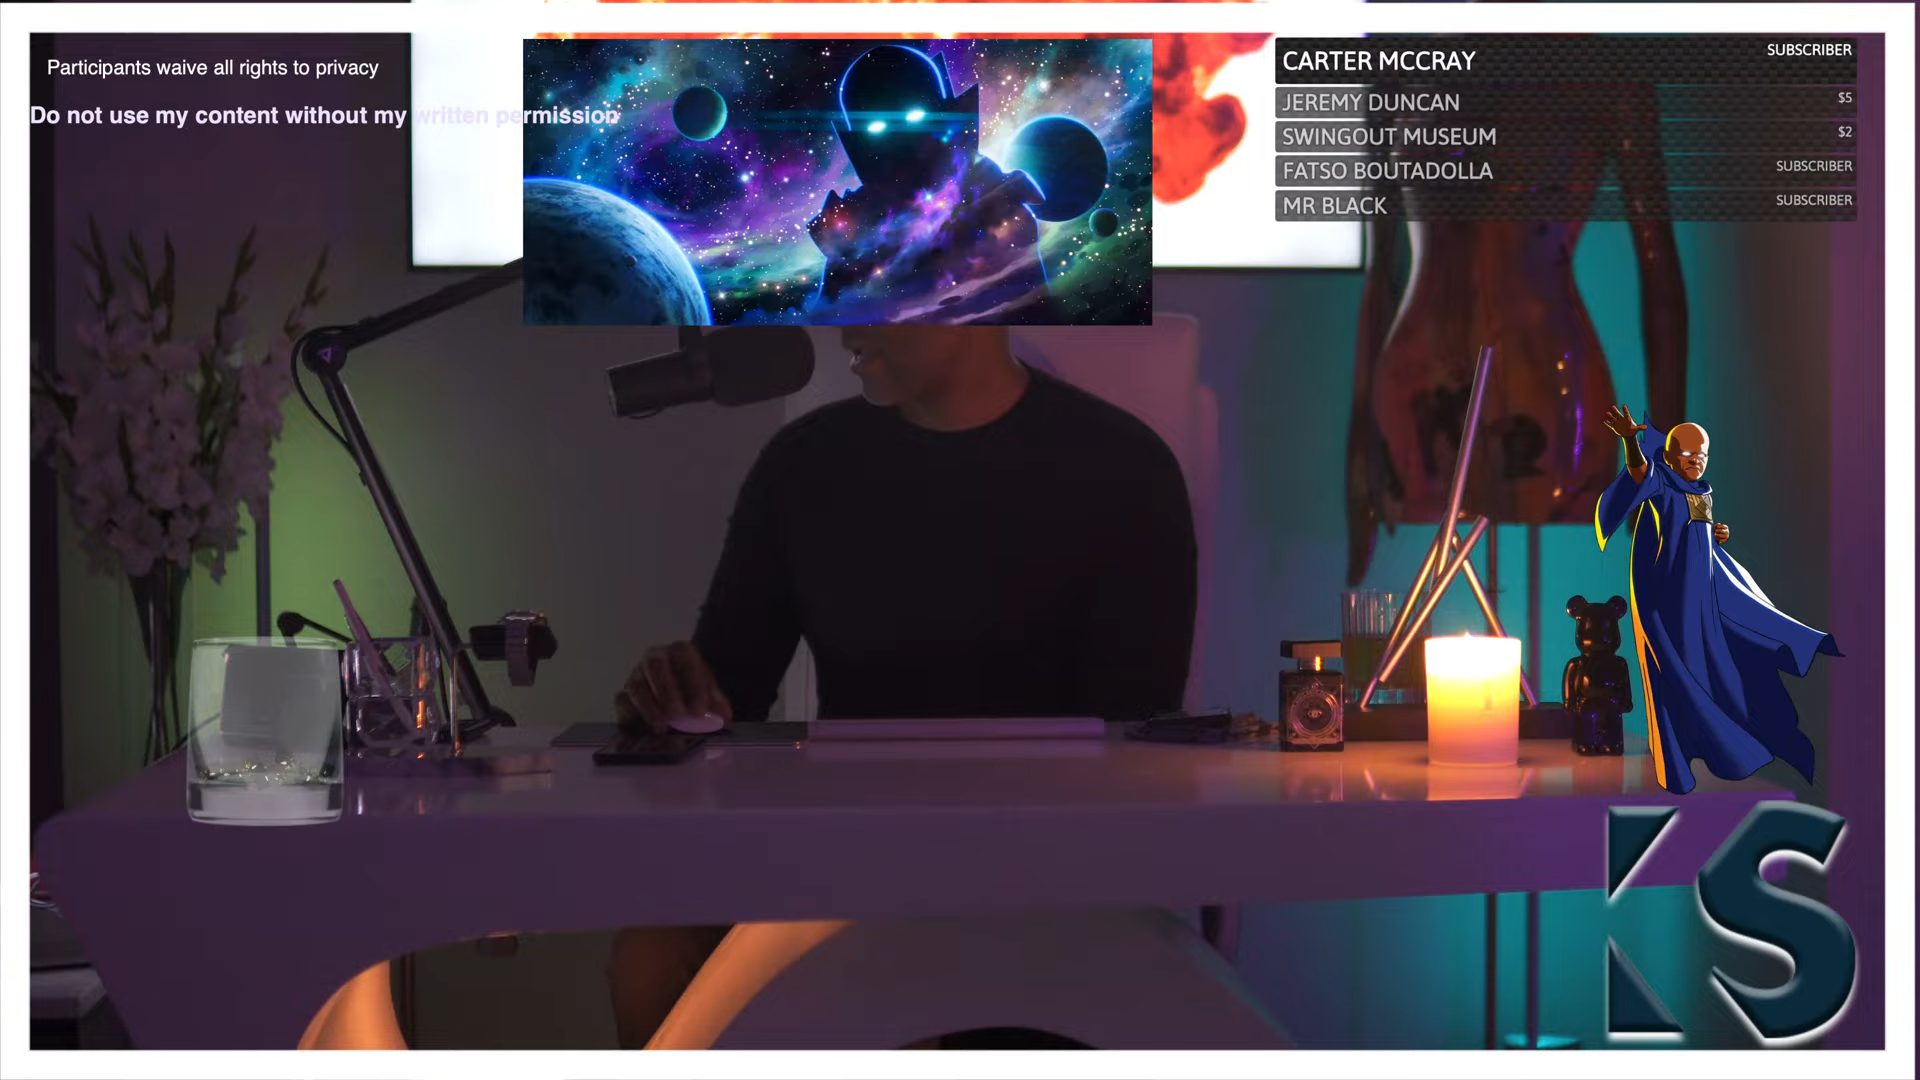 Participants waive all rights to privacy
Do not use my content without my written permission
CARTER MCCRAY SUBSCRIBER
JEREMY DUNCAN $5
SWINGOUT MUSEUM $2
FATSO BOUTADOLLA SUBSCRIBER
MR BLACK SUBSCRIBER
KS